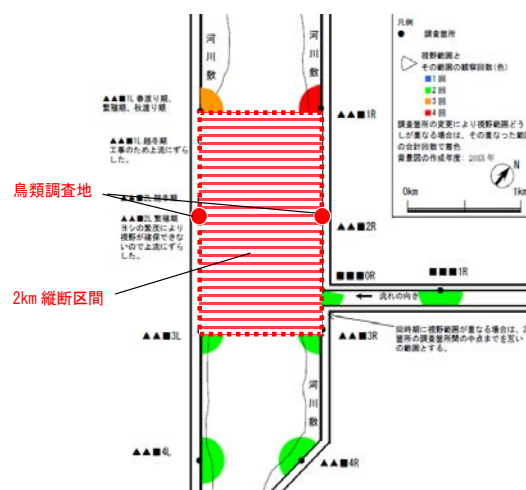 凡例
調査箇所
視野範囲と
その範囲の観察回数(色)
1 回
2 回
3 回
4 回
調査箇所の変更により視野範囲どう
しが重なる場合は、その重なった範囲
の合計回数で着色
背景図の作成年度: 20XX 年
N
0km
1km
河川敷
河川敷
▲▲■1L 春渡り期、
繁殖期、秋渡り期
▲▲■1R
▲▲■1L 越冬期
工事のため上流にずら
した。
鳥類調査地
▲▲■2L 越冬期
▲▲■2L 繁殖期
ヨシの繁茂により
視野が確保できな
いので上流にずら
した。
▲▲■2R
■■■0R
■■■1R
2km 縦断区間
流れの向き
▲▲■3L
▲▲■3R
同時期に視野範囲が重なる場合は、2
箇所の調査箇所間の中点までを互い
の範囲とする。
河川敷
▲▲■4L
▲▲■4R